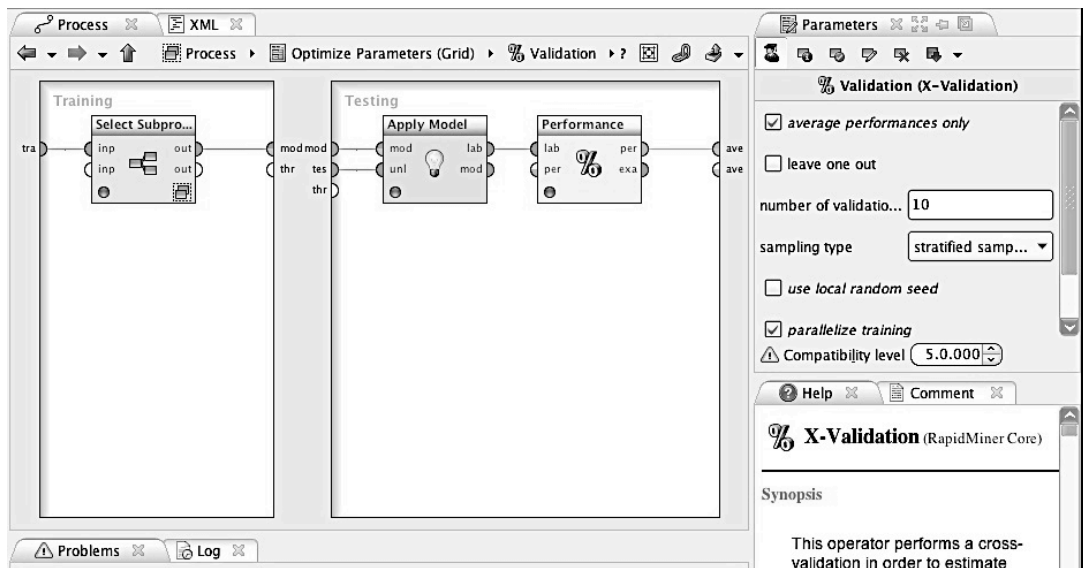 Process
XML
Process
Optimize Parameters (Grid)
Validation
?
Training
Select Subpro...
tra
inp
out
inp
out
mod
thr
Testing
mod
tes
thr
Apply Model
mod
lab
unl
mod
Performance
lab
per
per
exa
ave
ave
Parameters
Validation (X-Validation)
average performances only
leave one out
number of validatio... 10
sampling type stratified samp...
use local random seed
parallelize training
Compatibility level 5.0.000
Help
Comment
X-Validation (RapidMiner Core)
Synopsis
This operator performs a cross-
validation in order to estimate
Problems
Log